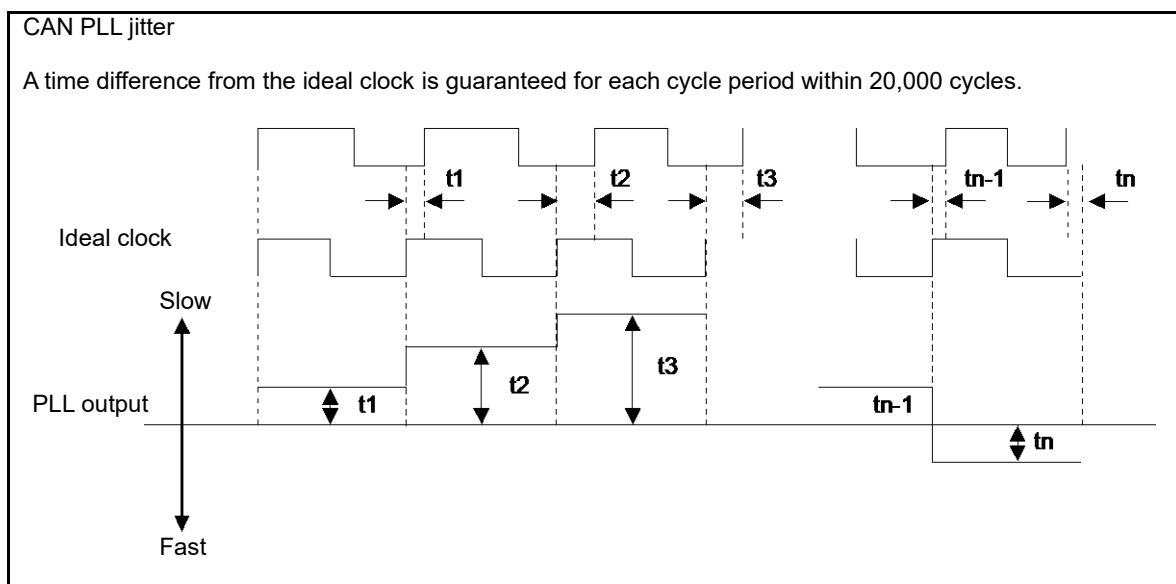 CAN PLL jitter
A time difference from the ideal clock is guaranteed for each cycle period within 20,000 cycles.
t1
t2
t3
tn-1
tn
Ideal clock
Slow
PLL output
t1
t2
t3
tn-1
tn
Fast